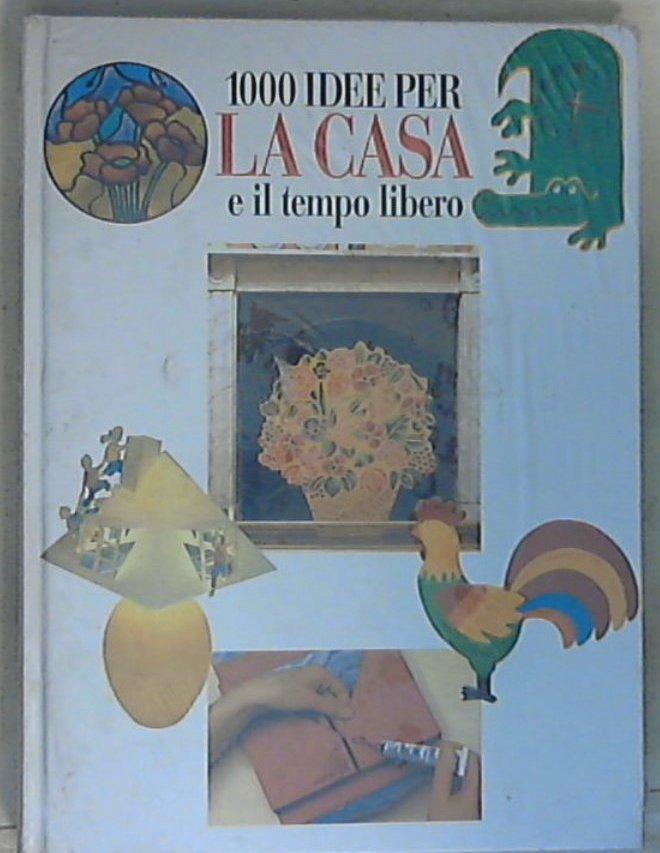 1000 IDEE PER
LA CASA
e il tempo libero